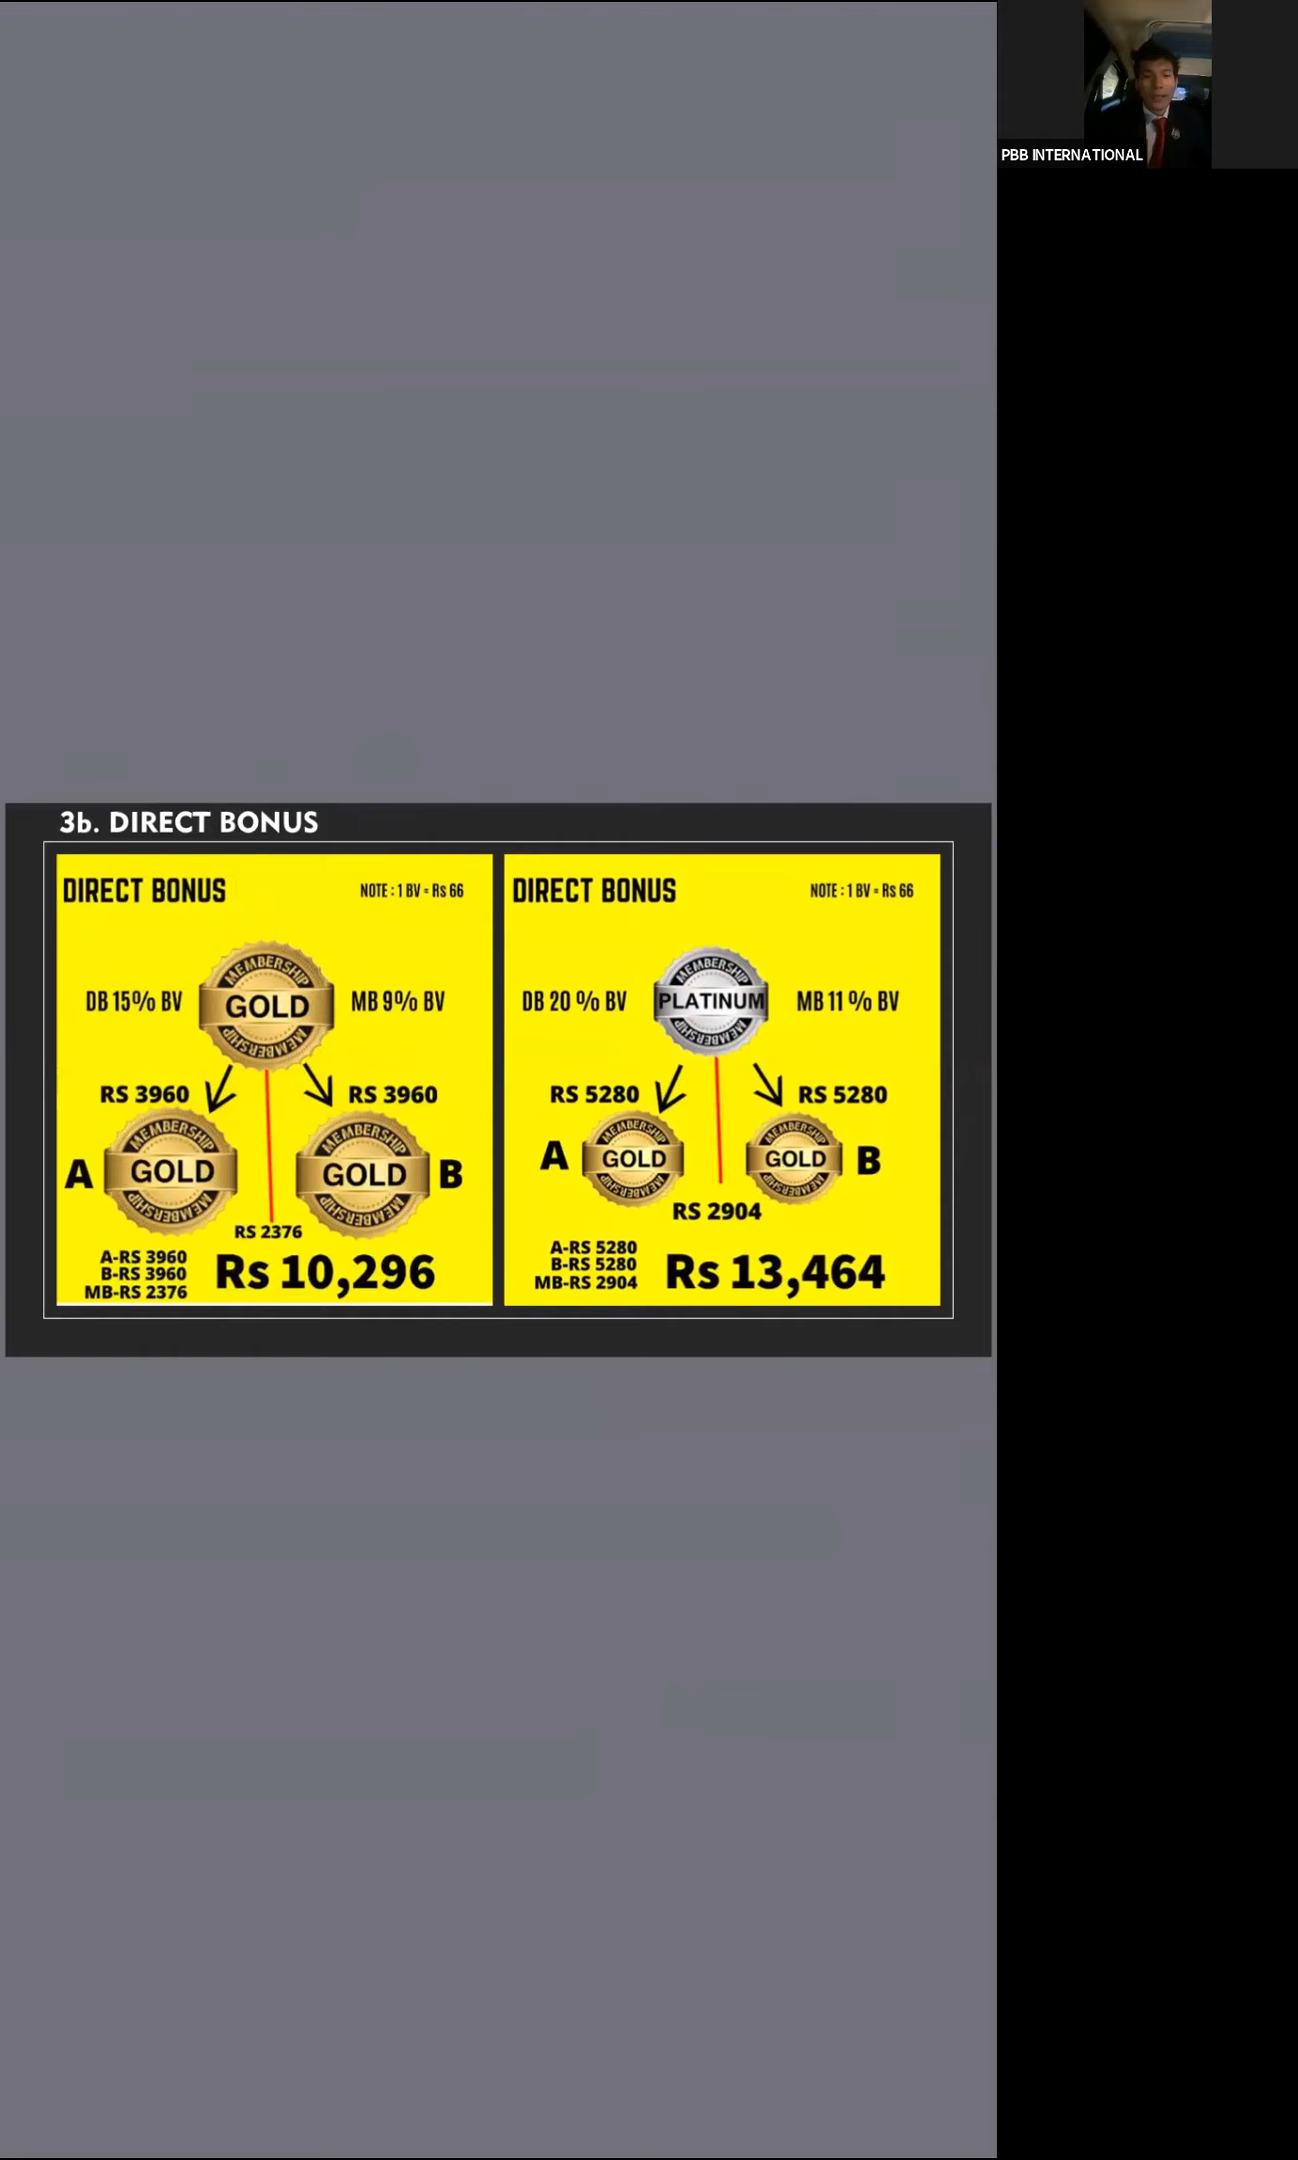 PBB INTERNATIONAL
3b. DIRECT BONUS
DIRECT BONUS
NOTE : 1 BV = Rs 66
MEMBERSHIP
GOLD
MEMBERSHIP
DB 15% BV
MB 9% BV
RS 3960
RS 3960
A
MEMBERSHIP
GOLD
MEMBERSHIP
MEMBERSHIP
GOLD
MEMBERSHIP
B
RS 2376
A-RS 3960
B-RS 3960
MB-RS 2376
Rs 10,296
DIRECT BONUS
NOTE : 1 BV = Rs 66
MEMBERSHIP
PLATINUM
MEMBERSHIP
DB 20 % BV
MB 11 % BV
RS 5280
RS 5280
A
MEMBERSHIP
GOLD
MEMBERSHIP
MEMBERSHIP
GOLD
MEMBERSHIP
B
RS 2904
A-RS 5280
B-RS 5280
MB-RS 2904
Rs 13,464